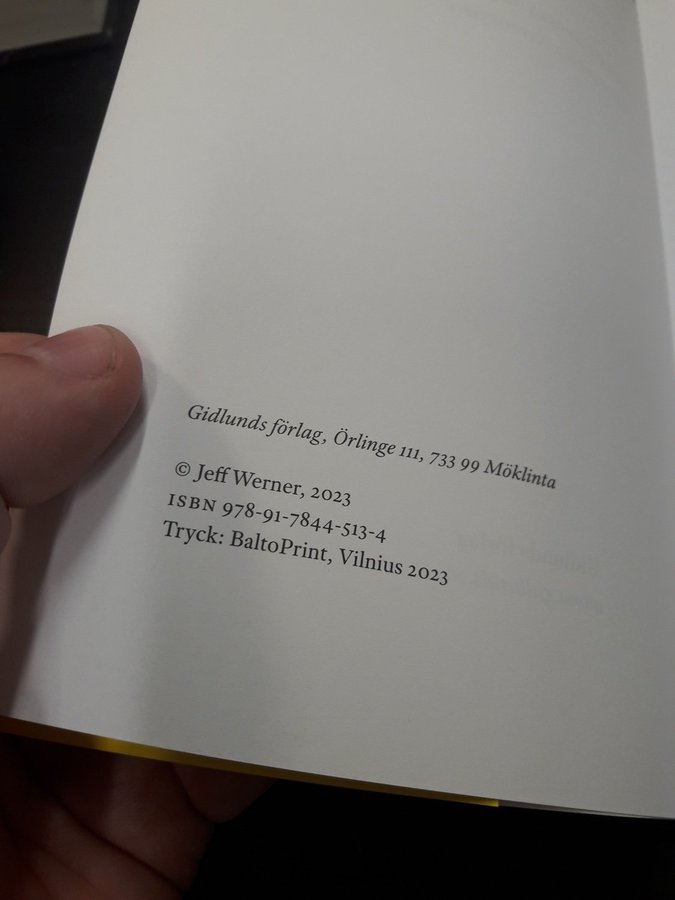 Gidlunds förlag, Örlinge 111, 733 99 Möklinta
© Jeff Werner, 2023
ISBN 978-91-7844-513-4
Tryck: BaltoPrint, Vilnius 2023